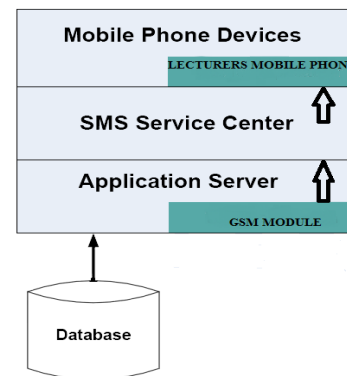 Mobile Phone Devices
LECTURERS MOBILE PHON
SMS Service Center
Application Server
GSM MODULE
Database